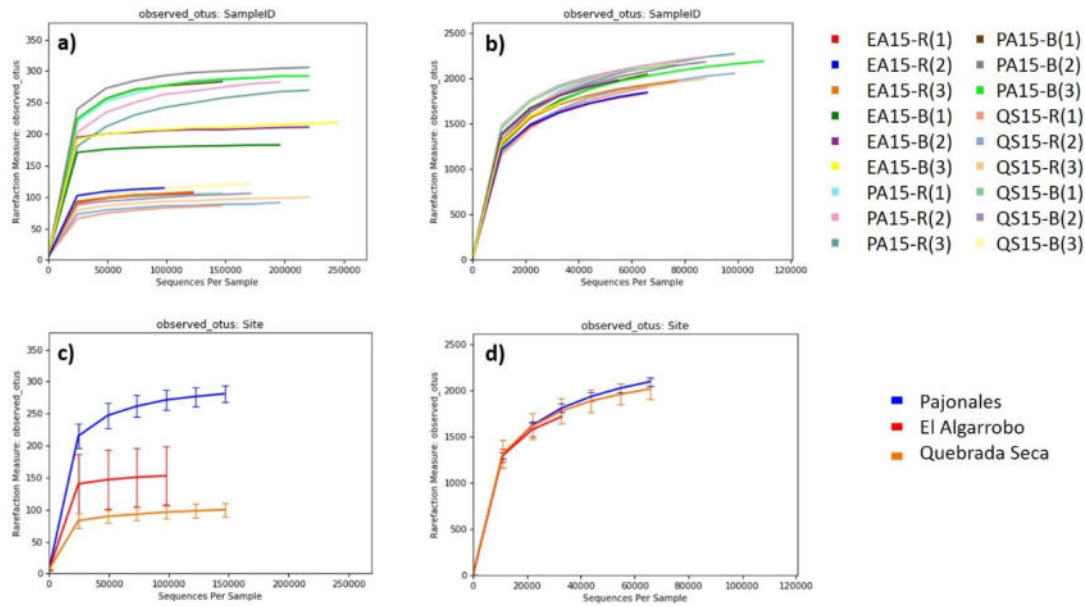 observed_otus: SampleID
a)
350
300
250
200
150
100
50
0
0 50000 100000 150000 200000 250000
Rarefaction Measure: observed_otus
Sequences Per Sample
observed_otus: SampleID
b)
2500
2000
1500
1000
500
0
0 20000 40000 60000 80000 100000 120000
Rarefaction Measure: observed_otus
Sequences Per Sample
EA15-R(1) PA15-B(1)
EA15-R(2) PA15-B(2)
EA15-R(3) PA15-B(3)
EA15-B(1) QS15-R(1)
EA15-B(2) QS15-R(2)
EA15-B(3) QS15-R(3)
PA15-R(1) QS15-B(1)
PA15-R(2) QS15-B(2)
PA15-R(3) QS15-B(3)
observed_otus: Site
c)
350
300
250
200
150
100
50
0
0 50000 100000 150000 200000 250000
Rarefaction Measure: observed_otus
Sequences Per Sample
observed_otus: Site
d)
2500
2000
1500
1000
500
0
0 20000 40000 60000 80000 100000 120000
Rarefaction Measure: observed_otus
Sequences Per Sample
Pajonales
El Algarrobo
Quebrada Seca